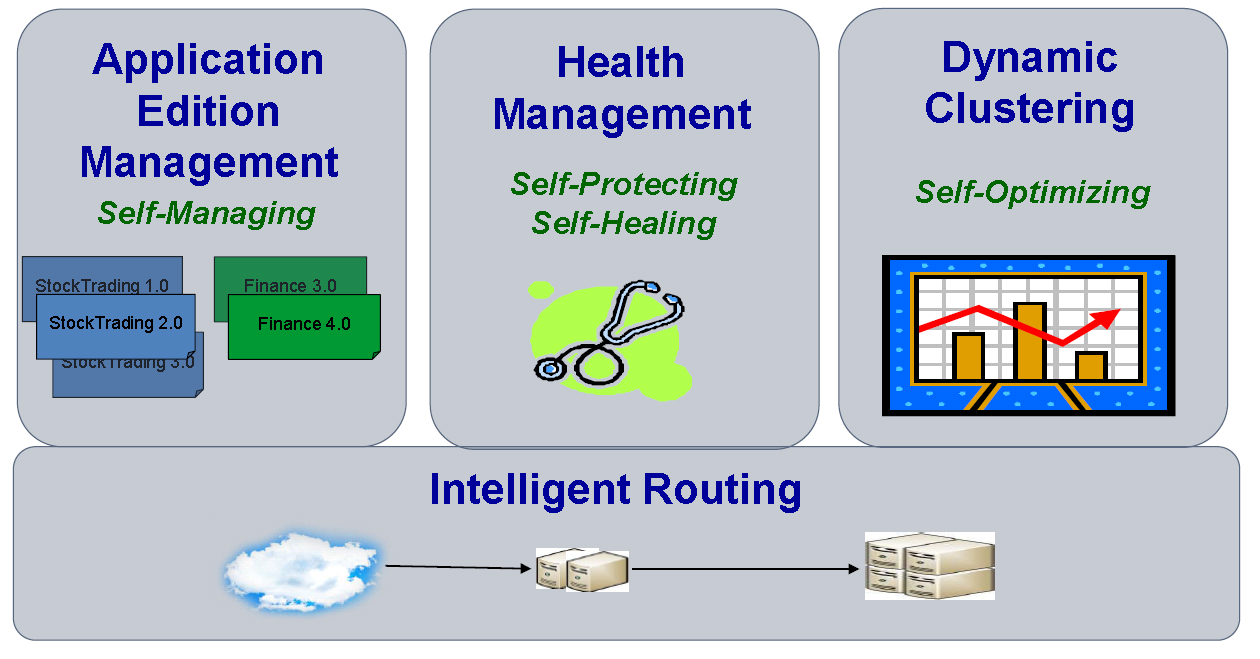 Application
Edition
Management
Self-Managing
StockTrading 1.0
StockTrading 2.0
StockTrading 3.0
Finance 3.0
Finance 4.0
Health
Management
Self-Protecting
Self-Healing
Dynamic
Clustering
Self-Optimizing
Intelligent Routing